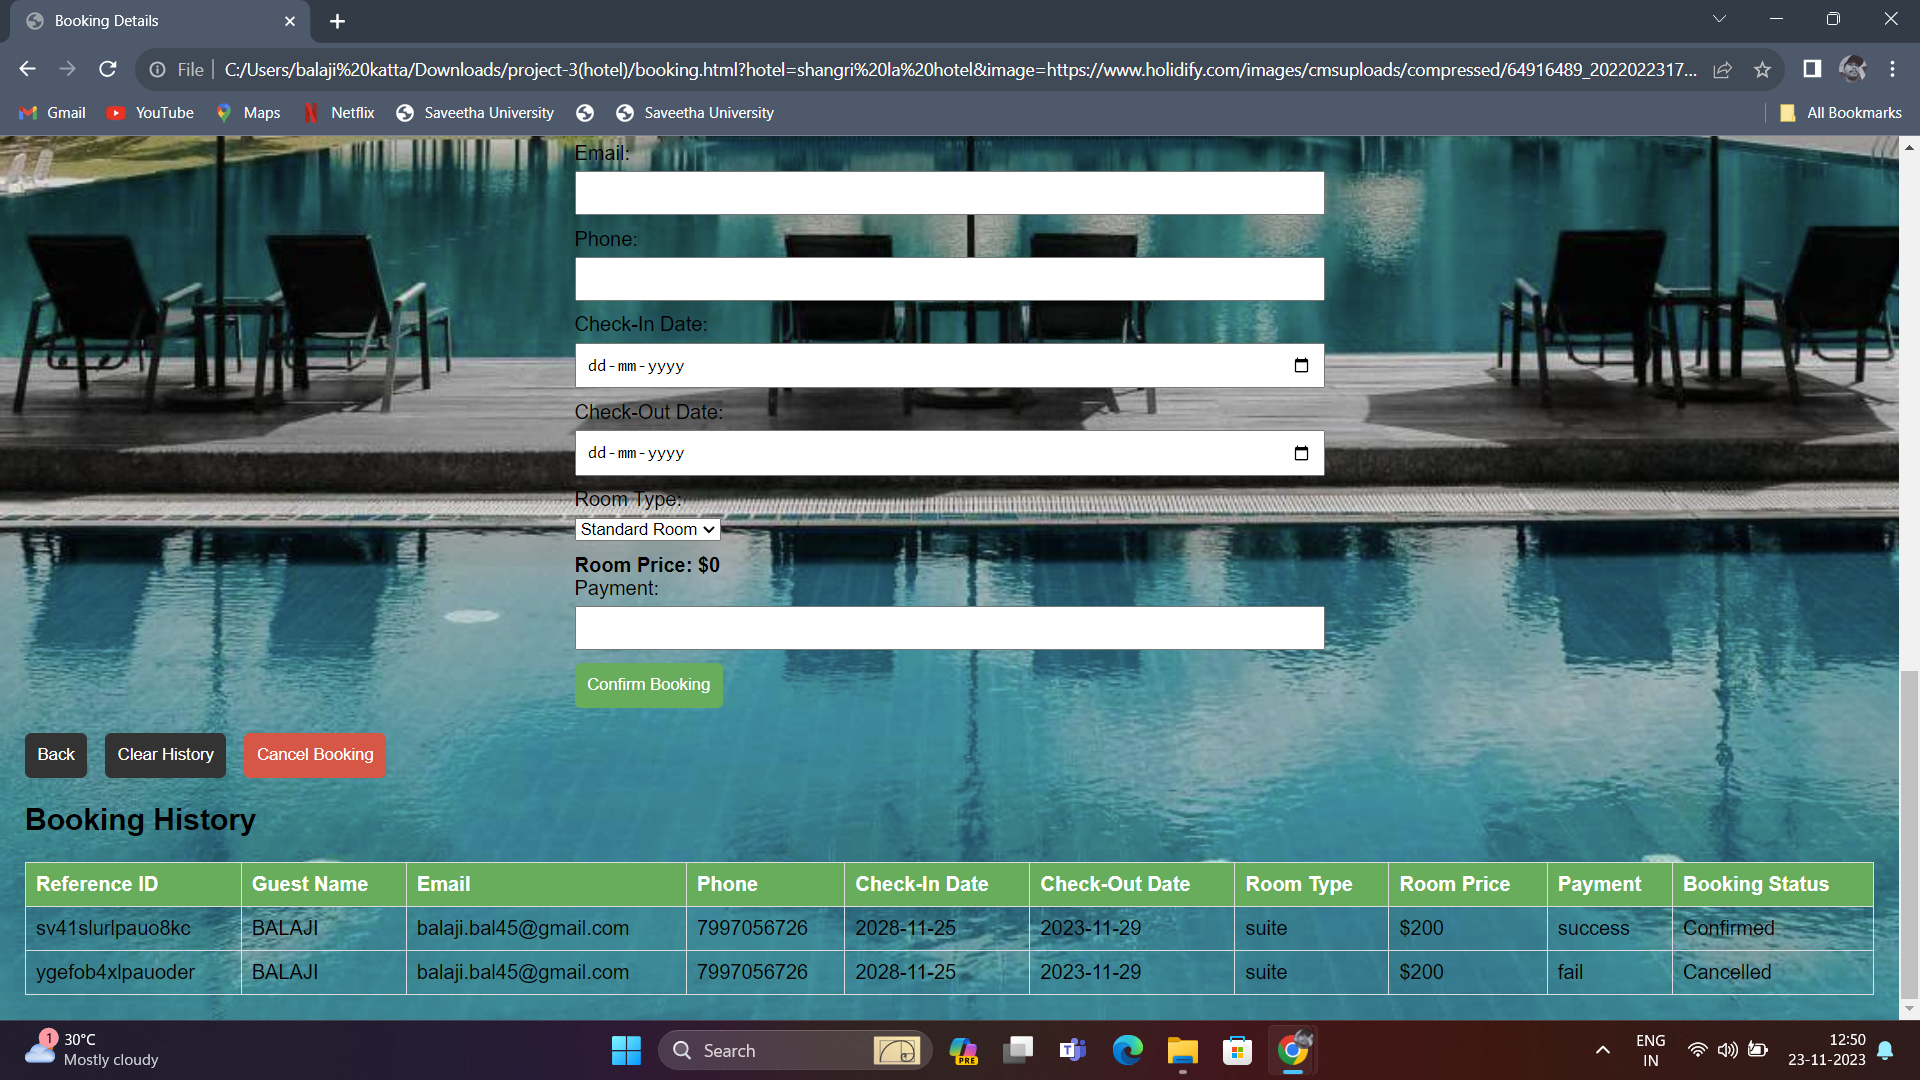 Booking Details
File
C:/Users/balaji%20katta/Downloads/project-3(hotel)/booking.html?hotel=shangri%20la%20hotel&image=https://www.holidify.com/images/cmsuploads/compressed/64916489_2022022317...
Gmail YouTube Maps Netflix Saveetha University Saveetha University All Bookmarks
Email:
Phone:
Check-In Date:
dd-mm-yyyy
Check-Out Date:
dd-mm-yyyy
Room Type:
Standard Room
Room Price: $0
Payment:
Confirm Booking
Back Clear History Cancel Booking
Booking History
Reference ID Guest Name Email Phone Check-In Date Check-Out Date Room Type Room Price Payment Booking Status
sv41slurlpauo8kc BALAJI balaji.bal45@gmail.com 7997056726 2028-11-25 2023-11-29 suite $200 success Confirmed
ygefob4xlpauoder BALAJI balaji.bal45@gmail.com 7997056726 2028-11-25 2023-11-29 suite $200 fail Cancelled
1
30°C
Mostly cloudy
Search
PRE
ENG
IN
12:50
23-11-2023